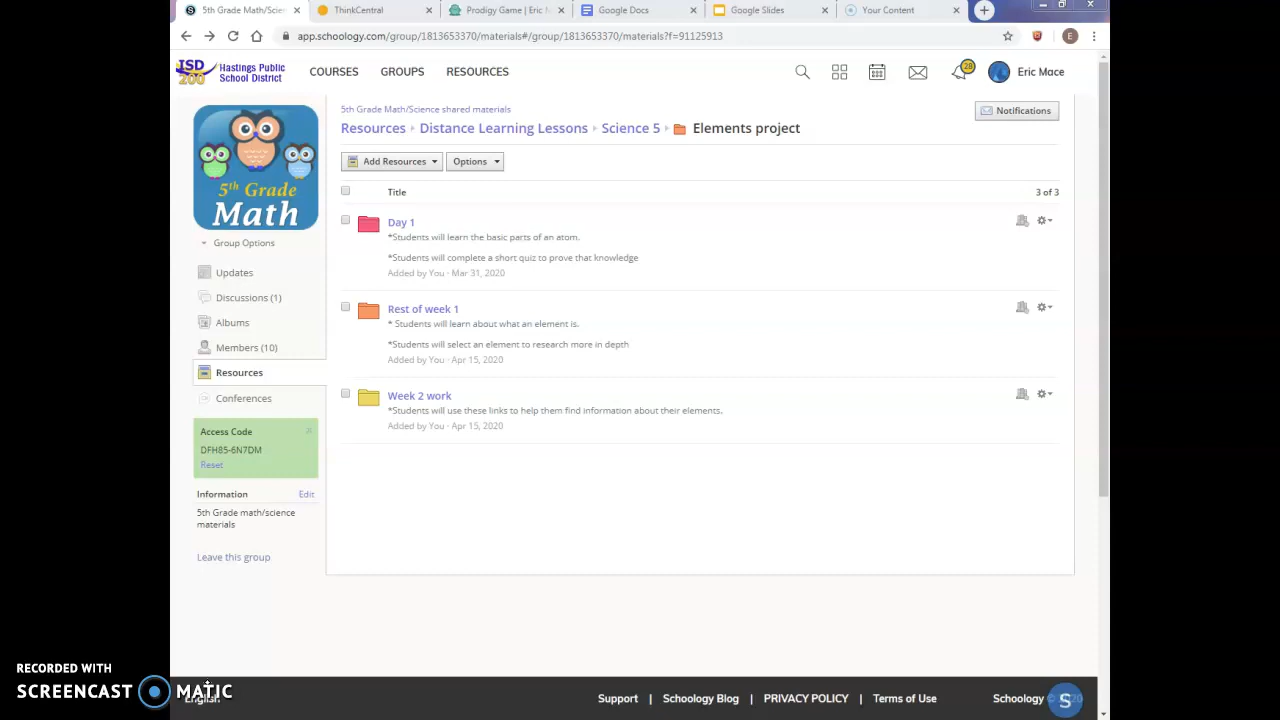 5th Grade Math/Scie
ThinkCentral
Prodigy Game | Eric
Google Docs
Google Slides
Your Content
app.schoology.com/group/1813653370/materials#/group/1813653370/materials?f=91125913
E
ISD 200
Hastings Public
School District
COURSES
GROUPS
RESOURCES
28
Eric Mace
5th Grade Math/Science shared materials
Notifications
Resources Distance Learning Lessons Science 5 Elements project
5th Grade
Math
Add Resources
Options
Title
3 of 3
Day 1
*Students will learn the basic parts of an atom.
*Students will complete a short quiz to prove that knowledge
Added by You · Mar 31, 2020
Rest of week 1
* Students will learn about what an element is.
*Students will select an element to research more in depth
Added by You · Apr 15, 2020
Week 2 work
*Students will use these links to help them find information about their elements.
Added by You · Apr 15, 2020
Group Options
Updates
Discussions (1)
Albums
Members (10)
Resources
Conferences
Access Code
DFH85-6N7DM
Reset
Information
Edit
5th Grade math/science
materials
Leave this group
RECORDED WITH
SCREENCAST MATIC
English
Support | Schoology Blog | PRIVACY POLICY | Terms of Use
Schoology ©
S